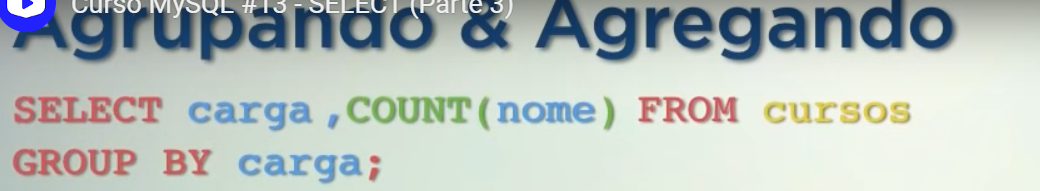 Curso MySQL #13 - SELECT (Parte 3)
Agrupando & Agregando
SELECT carga ,COUNT(nome) FROM cursos
GROUP BY carga;